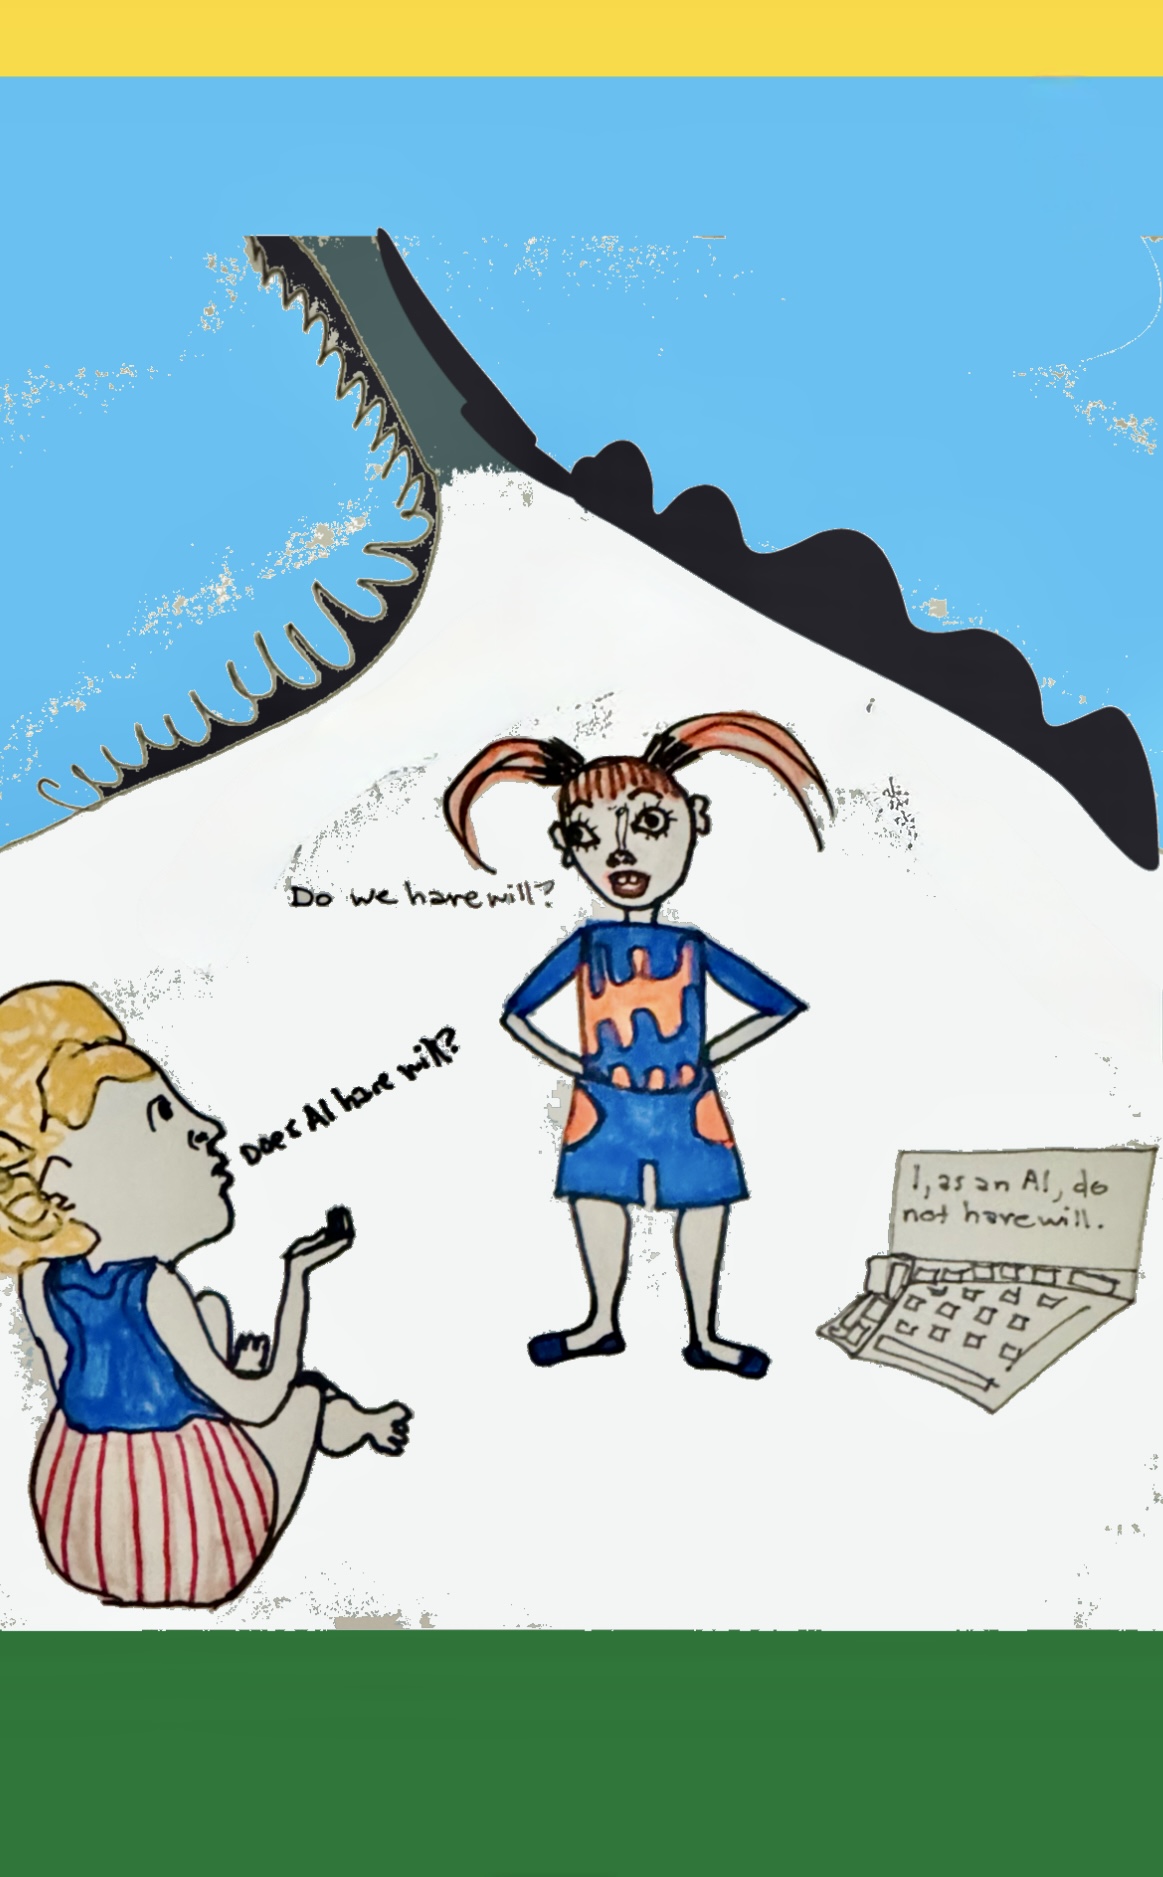 Do we have will?
Does AI have will?
I, as an AI, do
not have will.